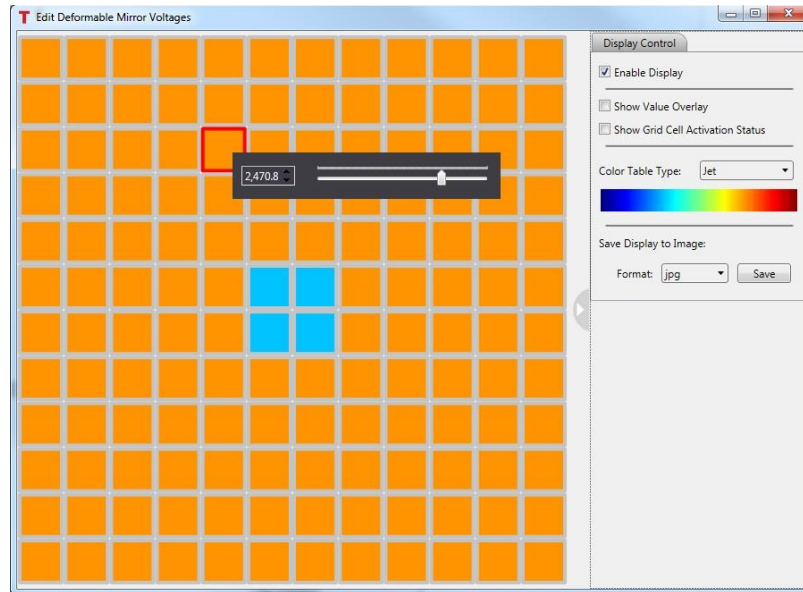 Edit Deformable Mirror Voltages
Display Control
Enable Display
Show Value Overlay
Show Grid Cell Activation Status
2,470.8
Color Table Type: Jet
Save Display to Image:
Format: jpg Save